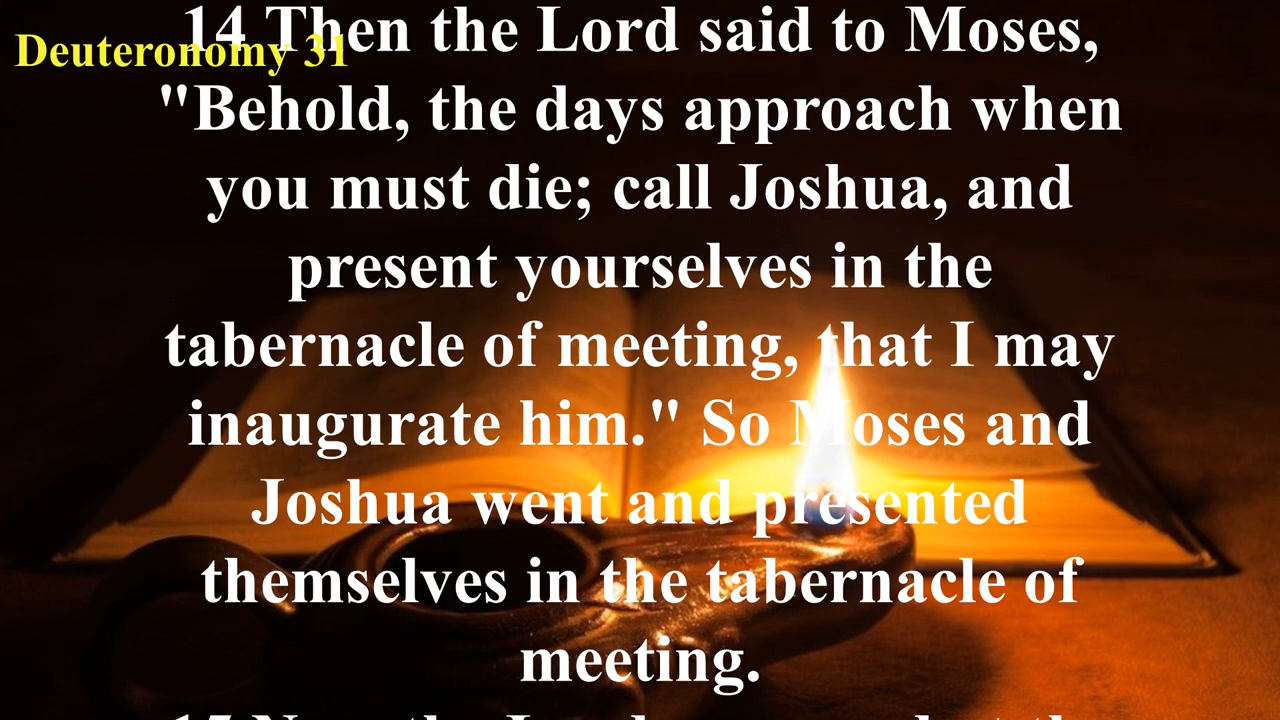 14 Then the Lord said to Moses,
Deuteronomy 31
"Behold, the days approach when
you must die; call Joshua, and
present yourselves in the
tabernacle of meeting, that I may
inaugurate him." So Moses and
Joshua went and presented
themselves in the tabernacle of
meeting.